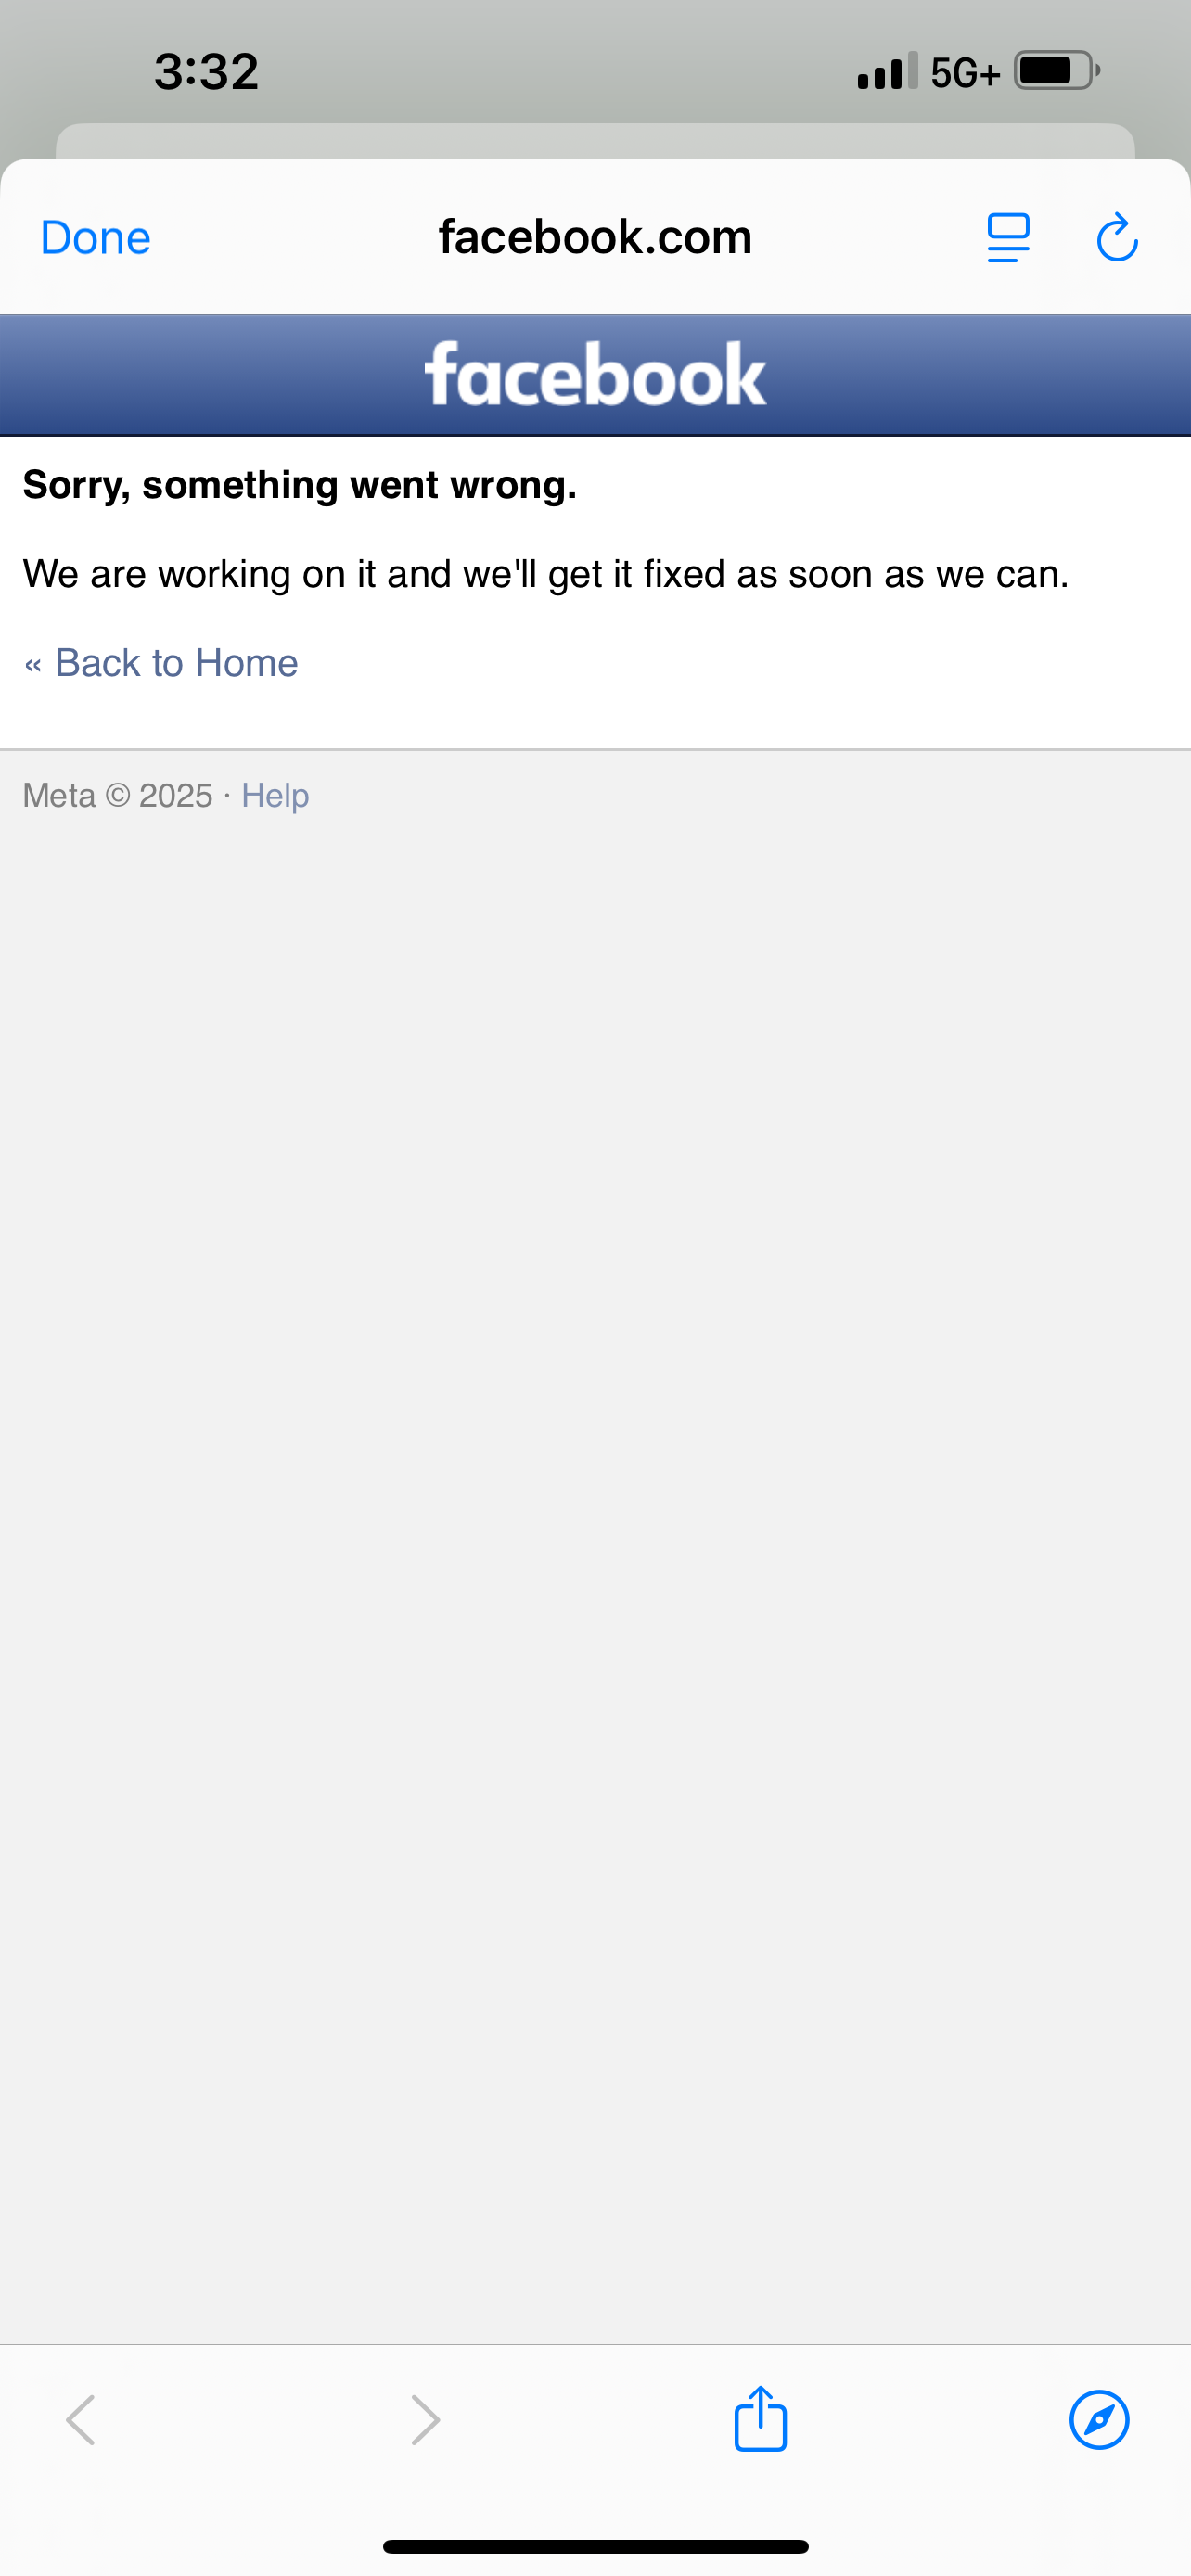 3:32 5G+
Done facebook.com
facebook
Sorry, something went wrong.
We are working on it and we'll get it fixed as soon as we can.
« Back to Home
Meta © 2025 · Help